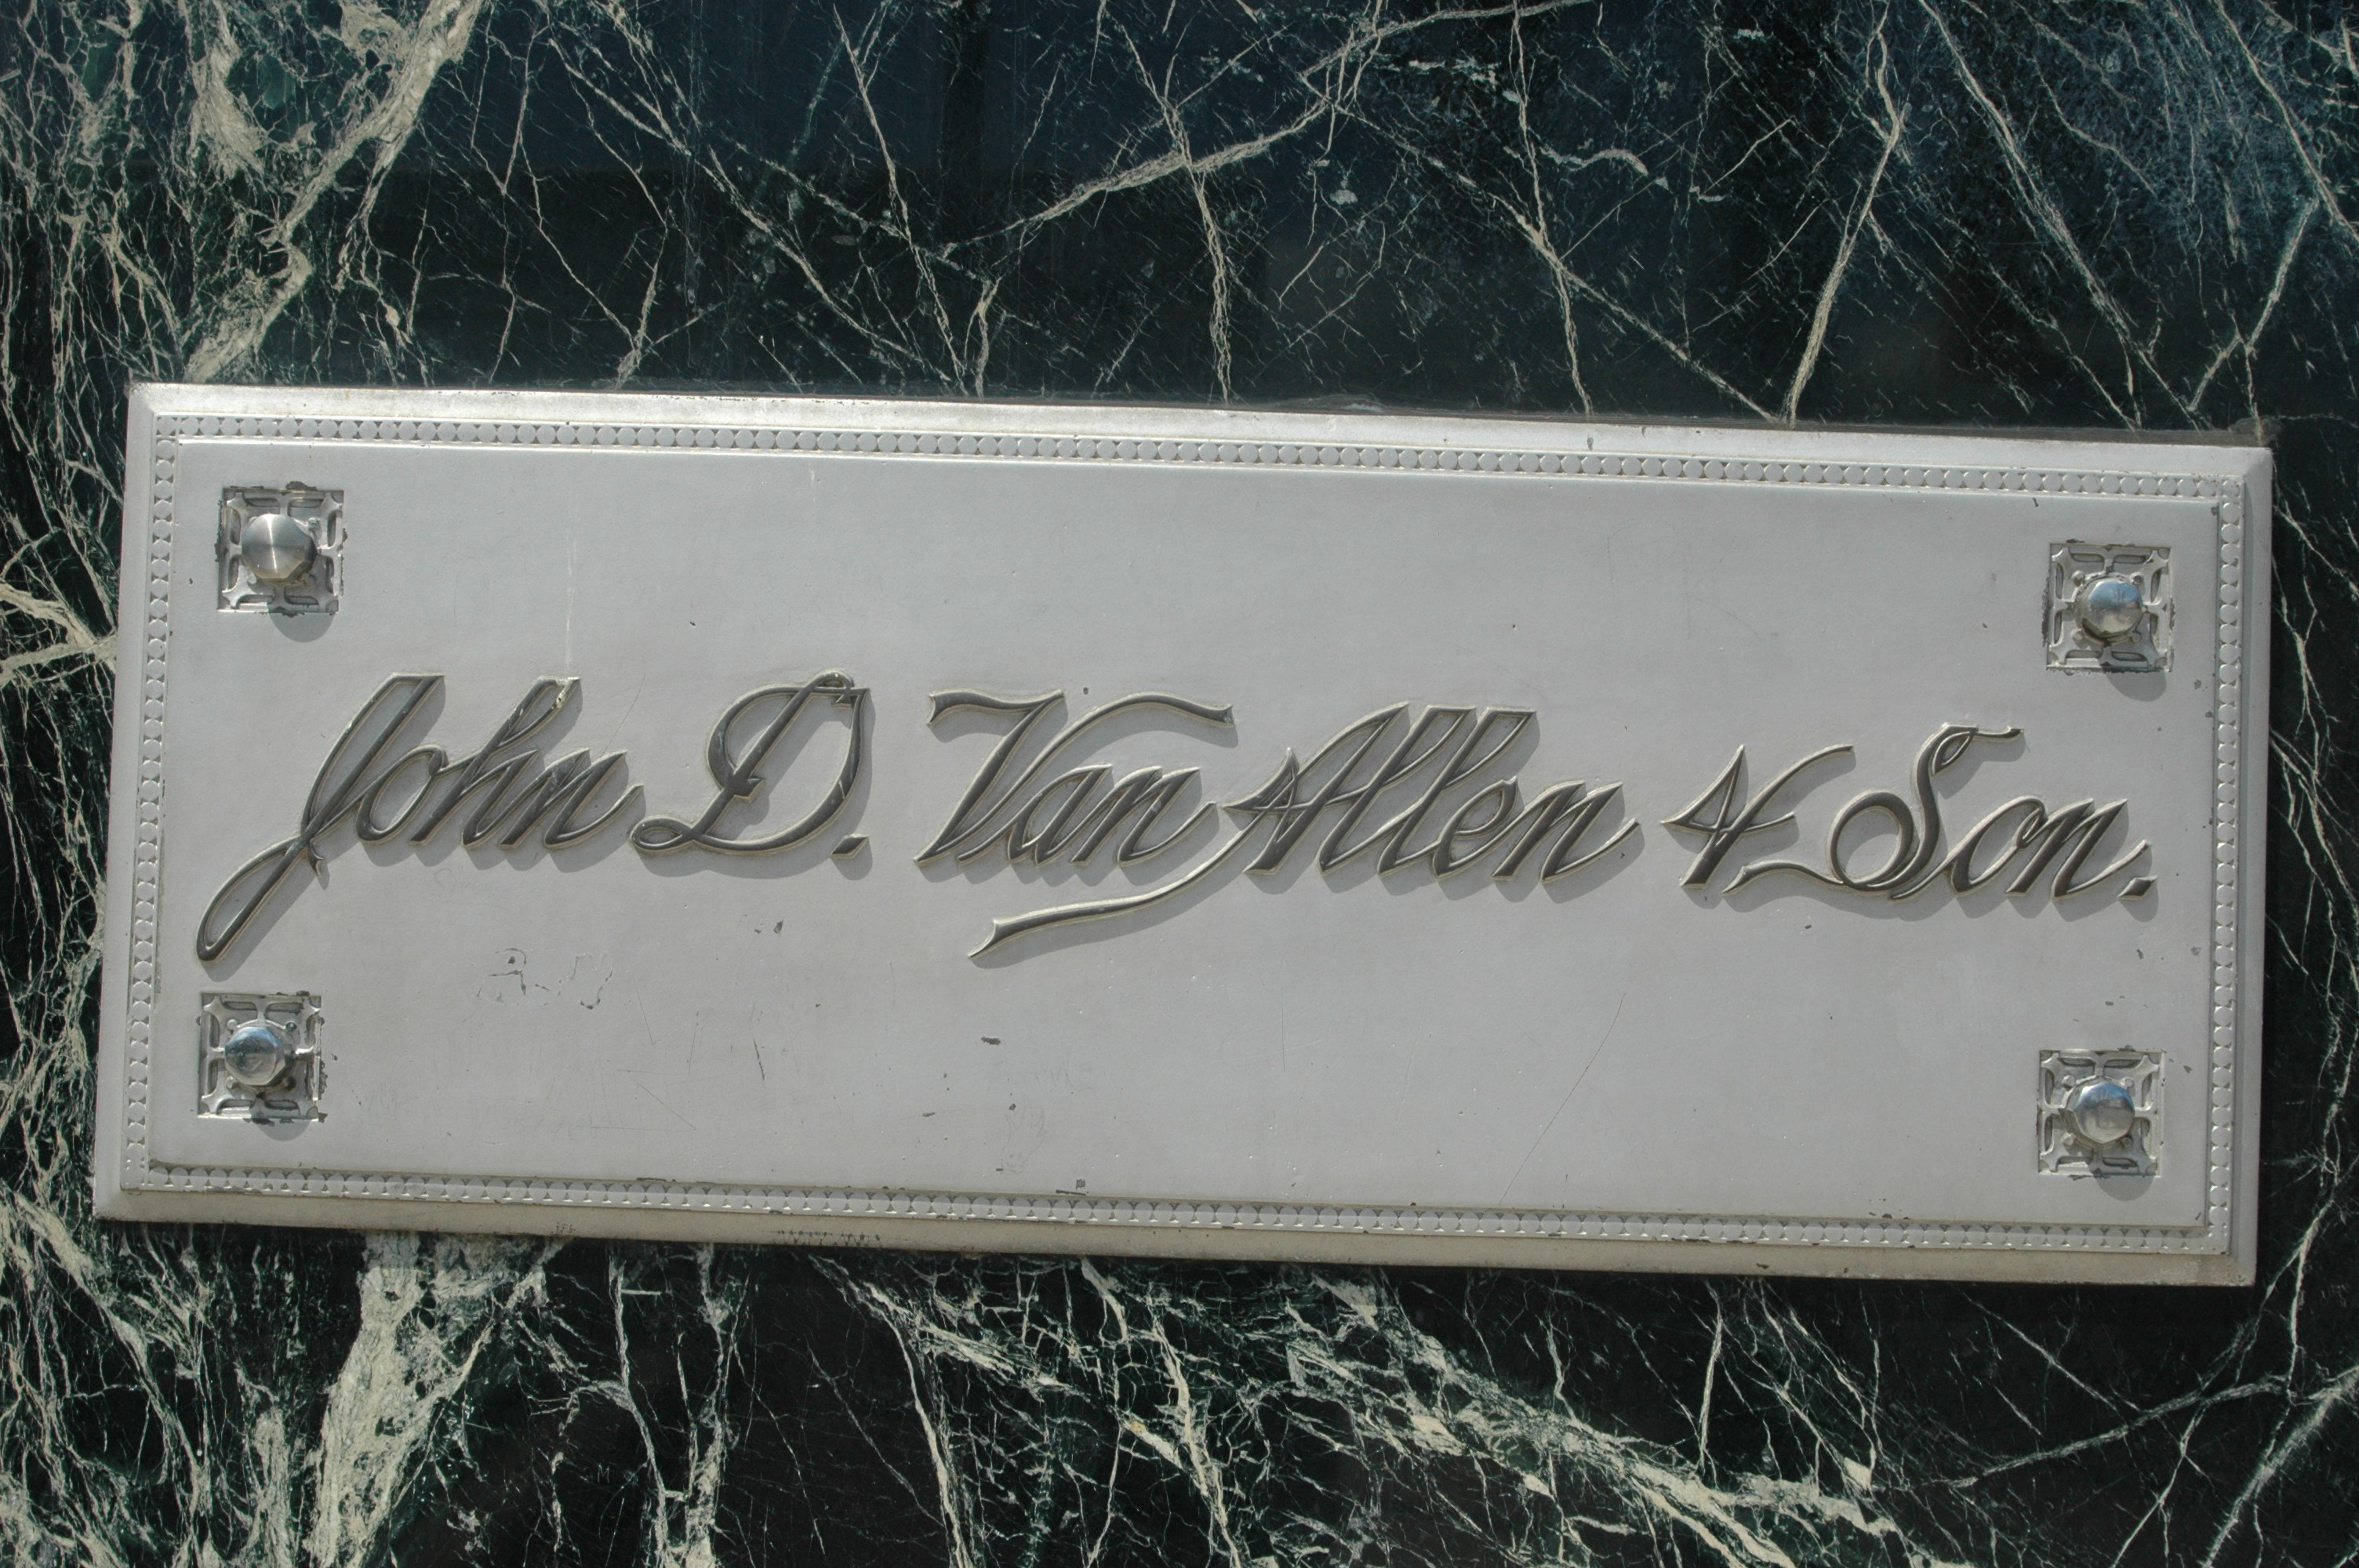 John D. Van Allen & Son.